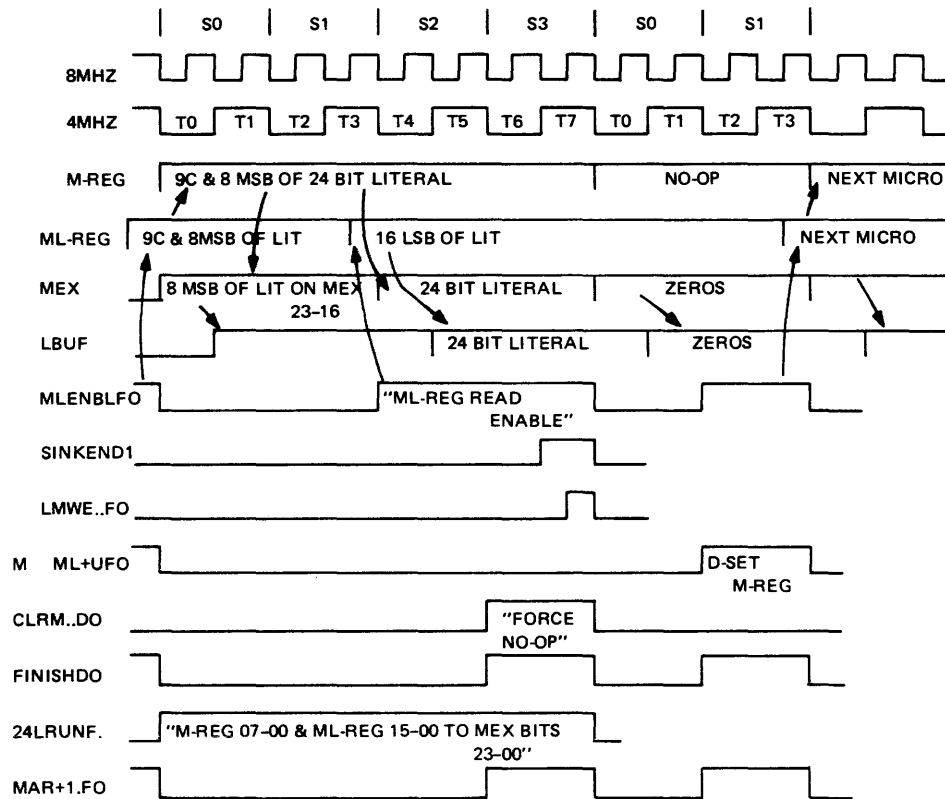 S0 S1 S2 S3 S0 S1
8MHZ
4MHZ T0 T1 T2 T3 T4 T5 T6 T7 T0 T1 T2 T3
M-REG 9C & 8 MSB OF 24 BIT LITERAL NO-OP NEXT MICRO
ML-REG 9C & 8MSB OF LIT 16 LSB OF LIT NEXT MICRO
MEX 8 MSB OF LIT ON MEX 24 BIT LITERAL ZEROS
23-16
LBUF 24 BIT LITERAL ZEROS
MLENBLFO "ML-REG READ
ENABLE"
SINKEND1
LMWE..FO
M ML+UFO D-SET
M-REG
CLRM..DO "FORCE
NO-OP"
FINISHDO
24LRUNF. "M-REG 07-00 & ML-REG 15-00 TO MEX BITS
23-00"
MAR+1.FO